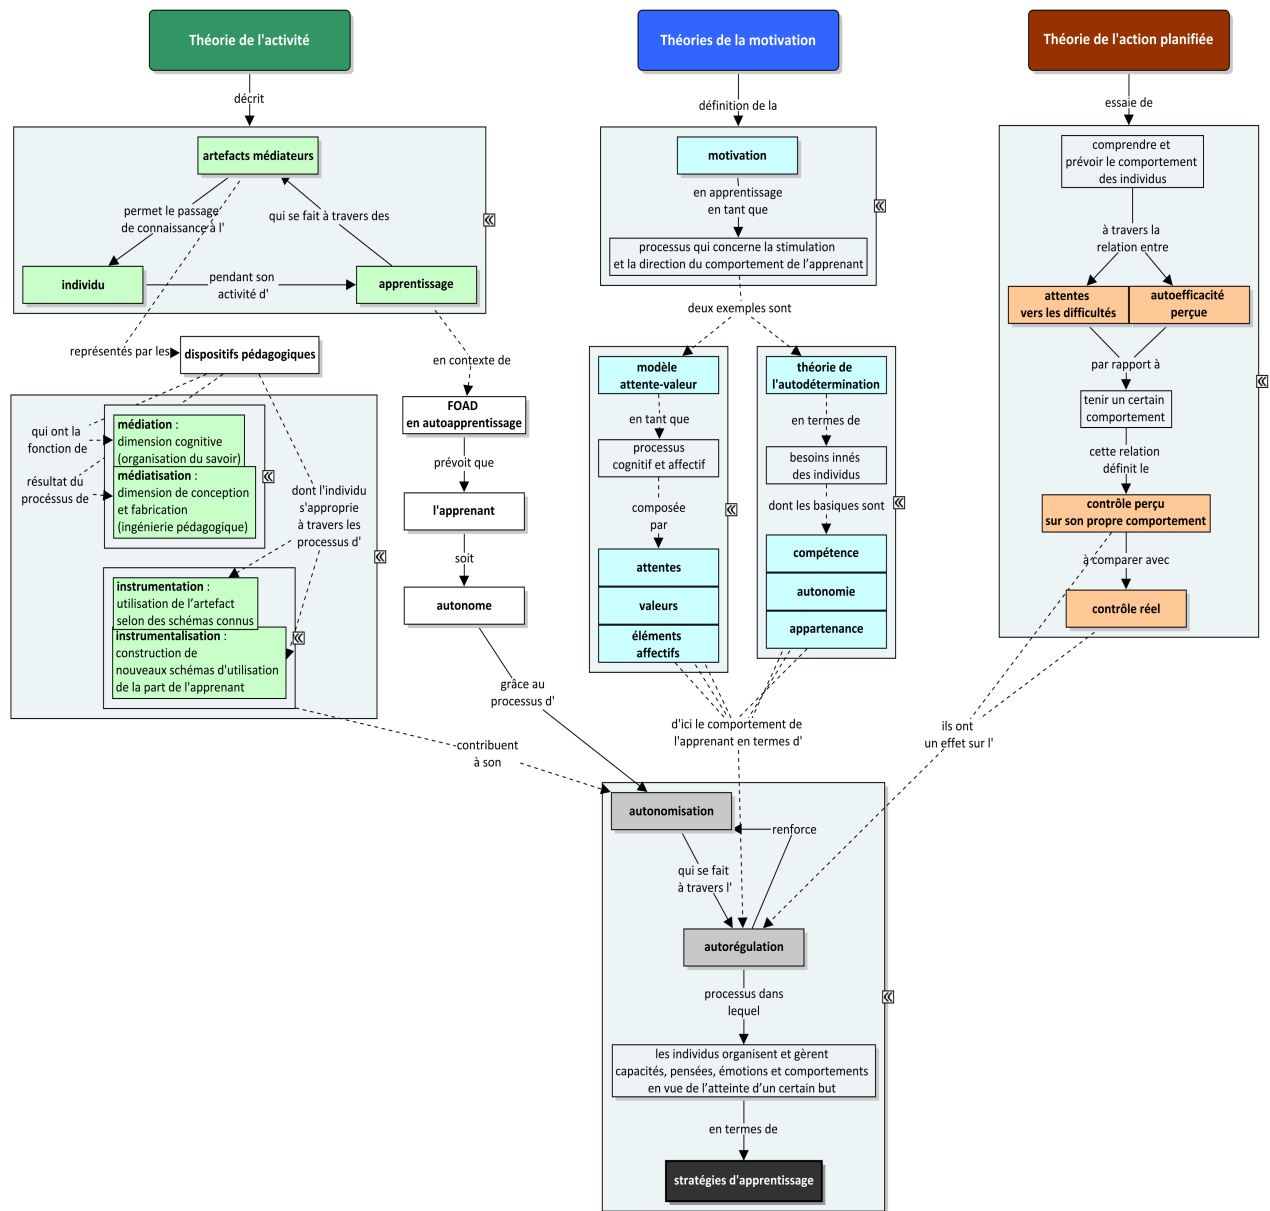 Théorie de l'activité
Théories de la motivation
Théorie de l'action planifiée
décrit
artefacts médiateurs
permet le passage
de connaissance à l'
qui se fait à travers des
individu
pendant son
activité d'
apprentissage
représentés par les
dispositifs pédagogiques
en contexte de
FOAD
en autoapprentissage
prévoit que
l'apprenant
soit
autonome
grâce au
processus d'
qui ont la
fonction de
résultat du
procéssus de
médiation :
dimension cognitive
(organisation du savoir)
médiatisation :
dimension de conception
et fabrication
(ingénierie pédagogique)
dont l'individu
s'approprie
à travers les
processus d'
instrumentation :
utilisation de l’artefact
selon des schémas connus
instrumentalisation :
construction de
nouveaux schémas d'utilisation
de la part de l'apprenant
contribuent
à son
définition de la
motivation
en apprentissage
en tant que
processus qui concerne la stimulation
et la direction du comportement de l’apprenant
deux exemples sont
modèle
attente-valeur
en tant que
processus
cognitif et affectif
composée
par
attentes
valeurs
éléments
affectifs
théorie de
l'autodétermination
en termes de
besoins innés
des individus
dont les basiques sont
compétence
autonomie
appartenance
d'ici le comportement de
l'apprenant en termes d'
essaie de
comprendre et
prévoir le comportement
des individus
à travers la
relation entre
attentes
vers les difficultés
autoefficacité
perçue
par rapport à
tenir un certain
comportement
cette relation
définit le
contrôle perçu
sur son propre comportement
à comparer avec
contrôle réel
ils ont
un effet sur l'
autonomisation
renforce
qui se fait
à travers l'
autorégulation
processus dans
lequel
les individus organisent et gèrent
capacités, pensées, émotions et comportements
en vue de l’atteinte d’un certain but
en termes de
stratégies d'apprentissage